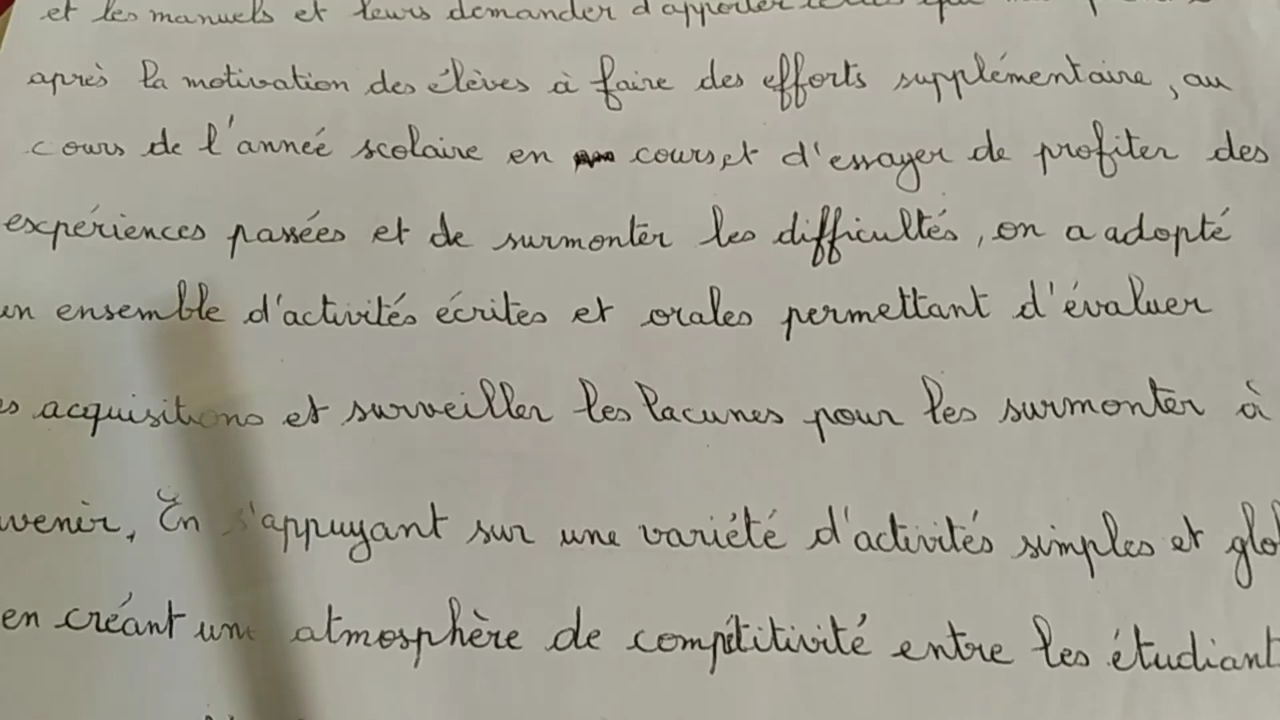 et les manuels et leurs demander d'apporter
après la motivation des élèves à faire des efforts supplémentaire, au
cours de l'année scolaire en cours et d'essayer de profiter des
expériences passées et de surmonter les difficultés, on a adopté
un ensemble d'activités écrites et orales permettant d'évaluer
acquisitions et surveiller les lacunes pour les surmonter à
venir. En s'appuyant sur une variété d'activités simples et glo
en créant une atmosphère de compétitivité entre les étudiant